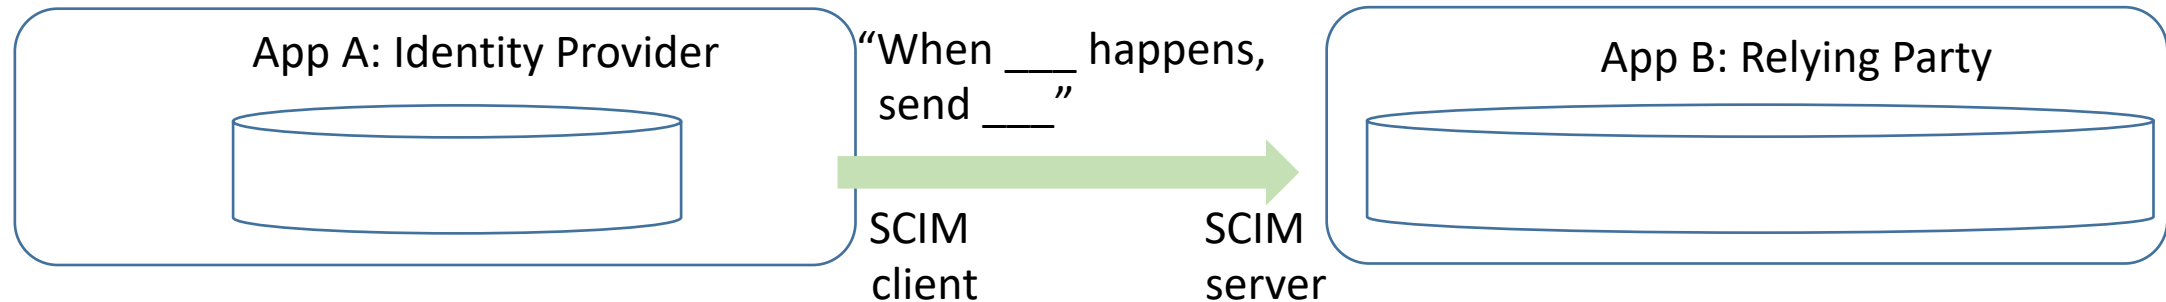 App A: Identity Provider
“When ___ happens,
send ___”
App B: Relying Party
SCIM
client
SCIM
server